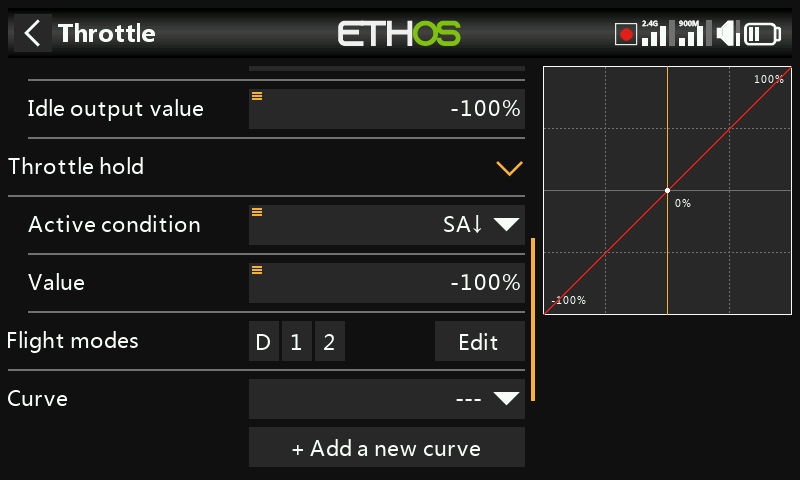 Throttle
ETHOS
2.4G
900M
Idle output value
-100%
Throttle hold
Active condition
SA↓
Value
-100%
Flight modes
D 1 2
Edit
Curve
---
+ Add a new curve
100%
0%
-100%